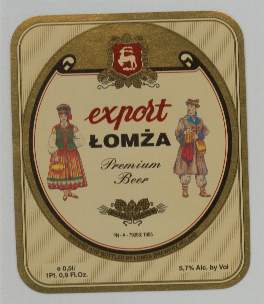 export
ŁOMŻA
Premium
Beer
e 0,5l/
1Pt. 0,9 Fl.Oz.
5,7% Alc. by Vol